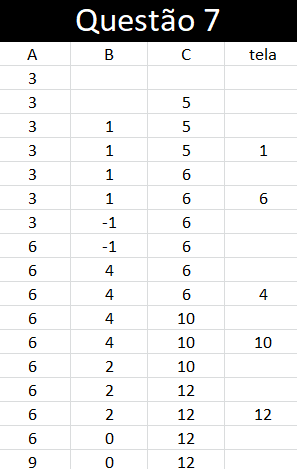 Questão 7
A B C tela
3
3 5
3 1 5
3 1 5 1
3 1 6
3 1 6 6
3 -1 6
6 -1 6
6 4 6
6 4 6 4
6 4 10
6 4 10 10
6 2 10
6 2 12
6 2 12 12
6 0 12
9 0 12